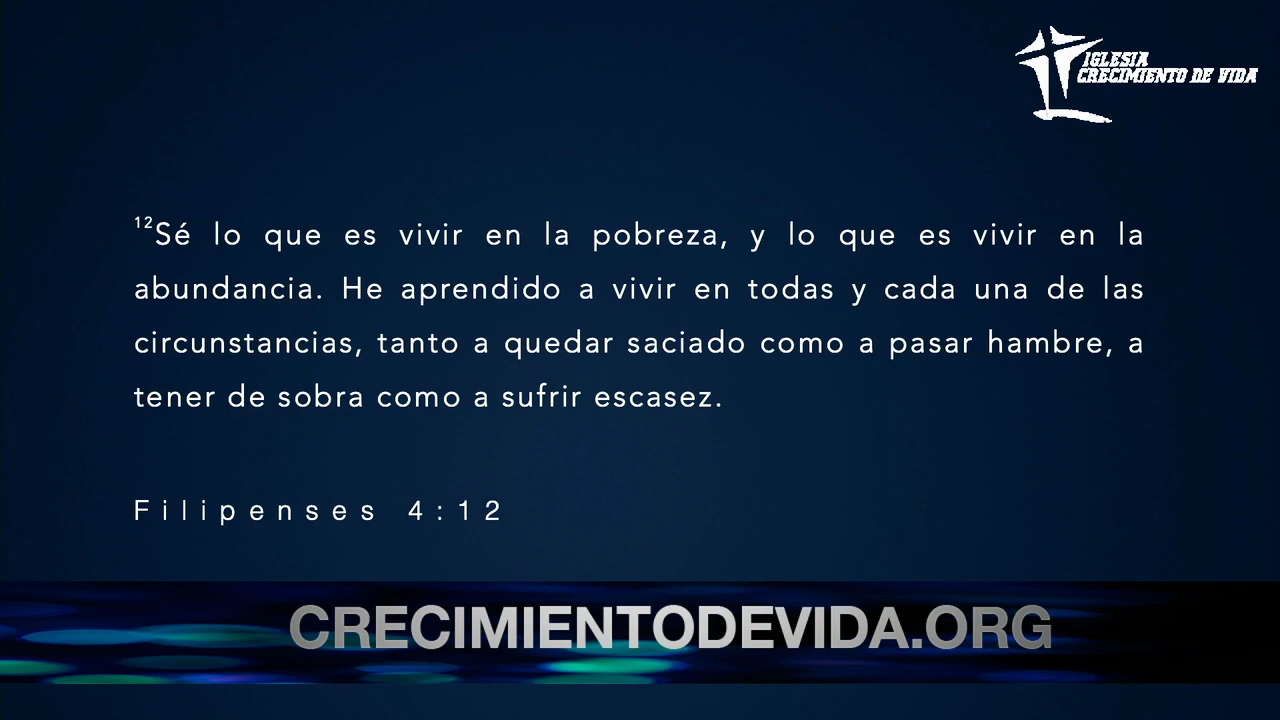 IGLESIA
CRECIMIENTO DE VIDA
¹²Sé lo que es vivir en la pobreza, y lo que es vivir en la
abundancia. He aprendido a vivir en todas y cada una de las
circunstancias, tanto a quedar saciado como a pasar hambre, a
tener de sobra como a sufrir escasez.
Filipenses 4:12
CRECIMIENTODEVIDA.ORG